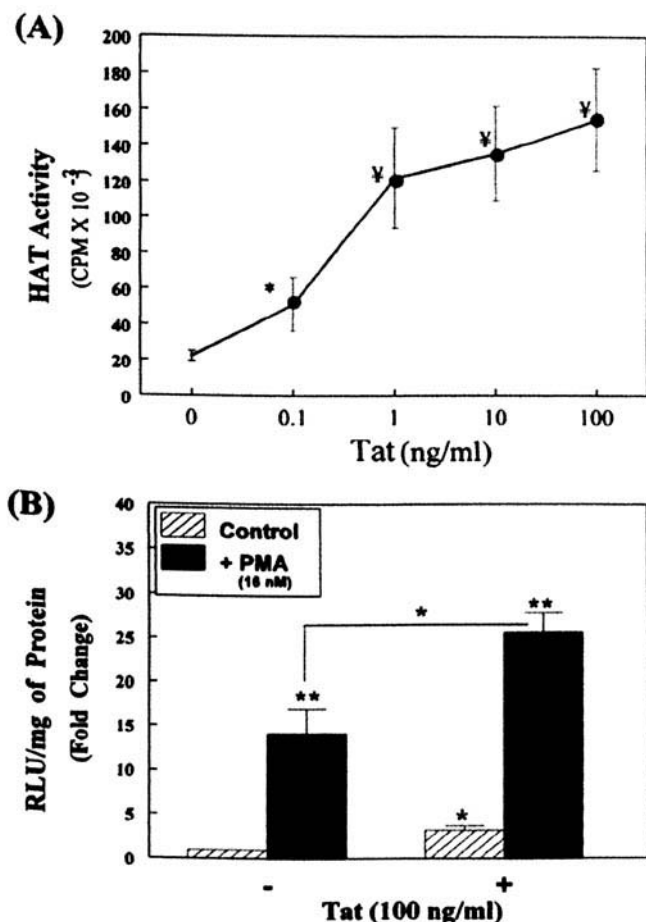 (A)
200
180
160
140
120
100
80
60
40
20
0
HAT Activity
(CPM X 10⁻³)
*
¥
¥
¥
0 0.1 1 10 100
Tat (ng/ml)
(B)
40
35
30
25
20
15
10
5
0
RLU/mg of Protein
(Fold Change)
Control
+ PMA
(16 nM)
*
**
**
*
- +
Tat (100 ng/ml)